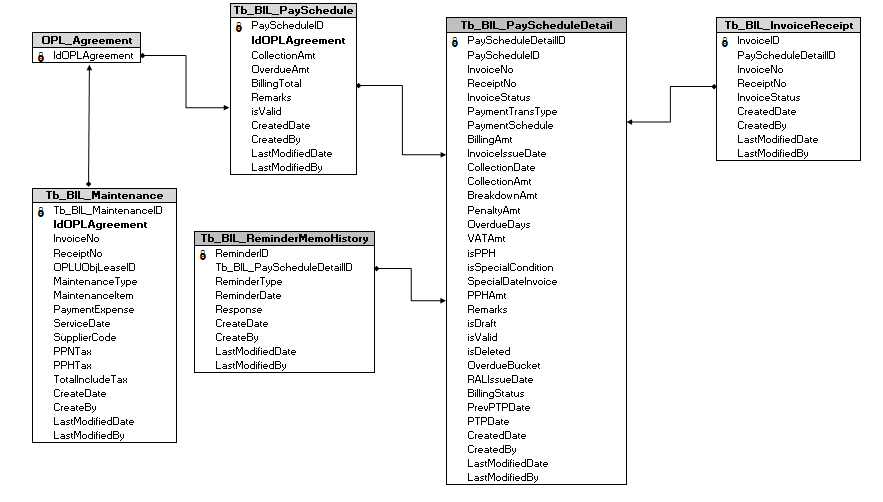 OPL_Agreement
IdOPLAgreement
Tb_BIL_PaySchedule
PayScheduleID
IdOPLAgreement
CollectionAmt
OverdueAmt
BillingTotal
Remarks
isValid
CreatedDate
CreatedBy
LastModifiedDate
LastModifiedBy
Tb_BIL_PayScheduleDetail
PayScheduleDetailID
PayScheduleID
InvoiceNo
ReceiptNo
InvoiceStatus
PaymentTransType
PaymentSchedule
BillingAmt
InvoiceIssueDate
CollectionDate
CollectionAmt
BreakdownAmt
PenaltyAmt
OverdueDays
VATAmt
isPPH
isSpecialCondition
SpecialDateInvoice
PPHAmt
Remarks
isDraft
isValid
isDeleted
OverdueBucket
RALIssueDate
BillingStatus
PrevPTPDate
PTPDate
CreatedDate
CreatedBy
LastModifiedDate
LastModifiedBy
Tb_BIL_InvoiceReceipt
InvoiceID
PayScheduleDetailID
InvoiceNo
ReceiptNo
InvoiceStatus
CreatedDate
CreatedBy
LastModifiedDate
LastModifiedBy
Tb_BIL_Maintenance
Tb_BIL_MaintenanceID
IdOPLAgreement
InvoiceNo
ReceiptNo
OPLUObjLeaseID
MaintenanceType
MaintenanceItem
PaymentExpense
ServiceDate
SupplierCode
PPNTax
PPHTax
TotalIncludeTax
CreateDate
CreateBy
LastModifiedDate
LastModifiedBy
Tb_BIL_ReminderMemoHistory
ReminderID
Tb_BIL_PayScheduleDetailID
ReminderType
ReminderDate
Response
CreateDate
CreateBy
LastModifiedDate
LastModifiedBy